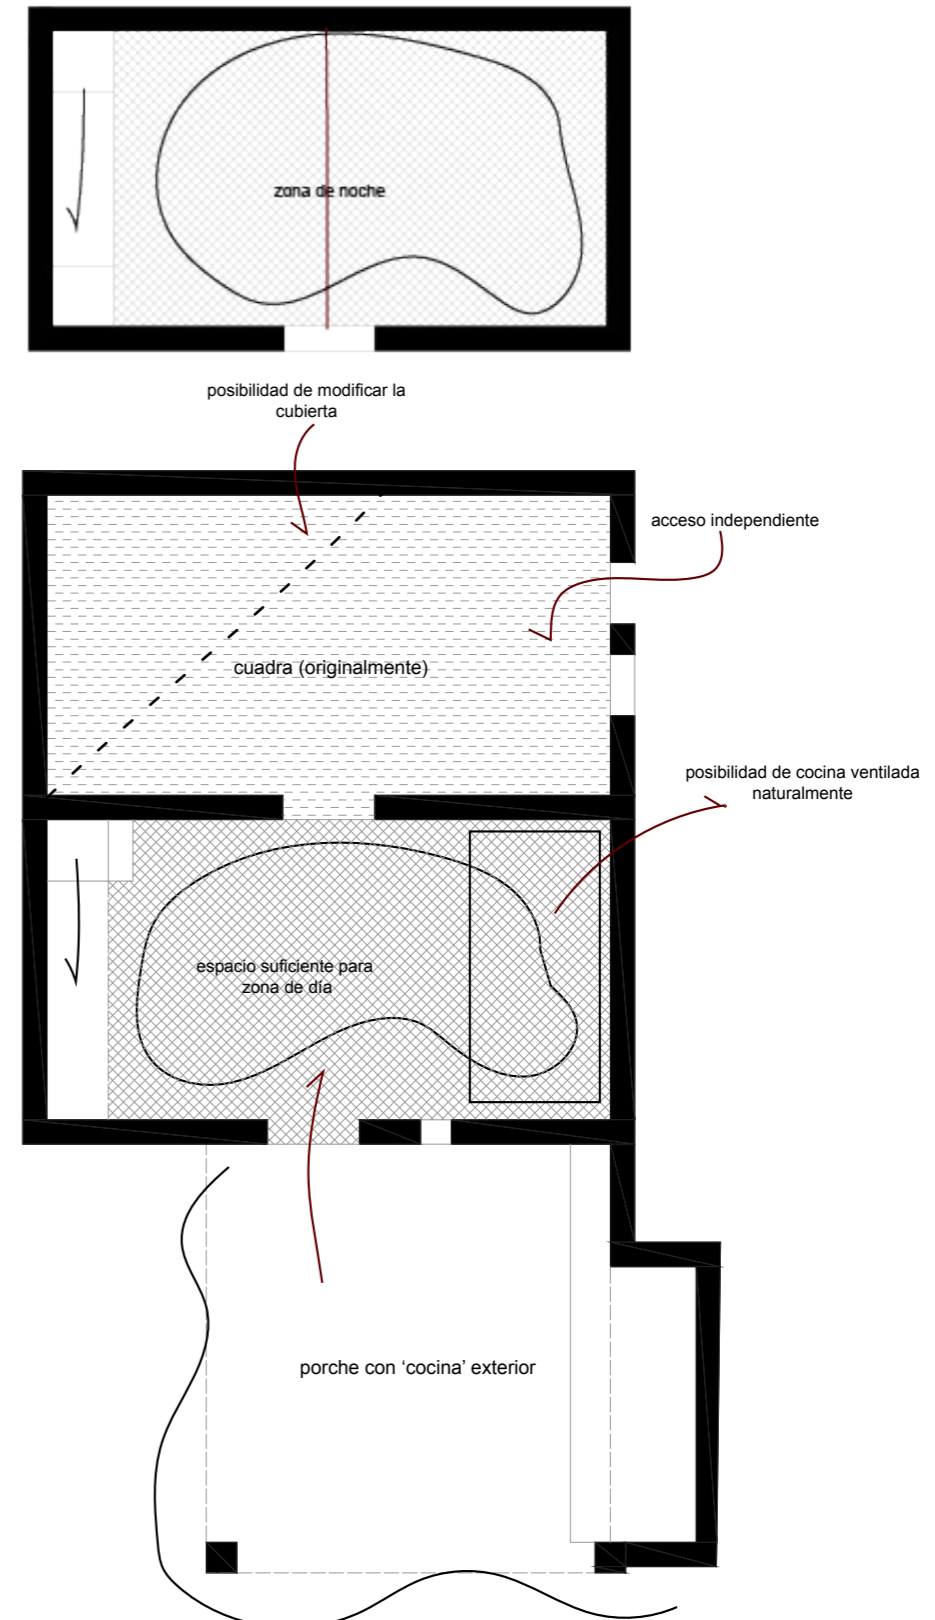 zona de noche
posibilidad de modificar la
cubierta
acceso independiente
cuadra (originalmente)
posibilidad de cocina ventilada
naturalmente
espacio suficiente para
zona de día
porche con ‘cocina’ exterior